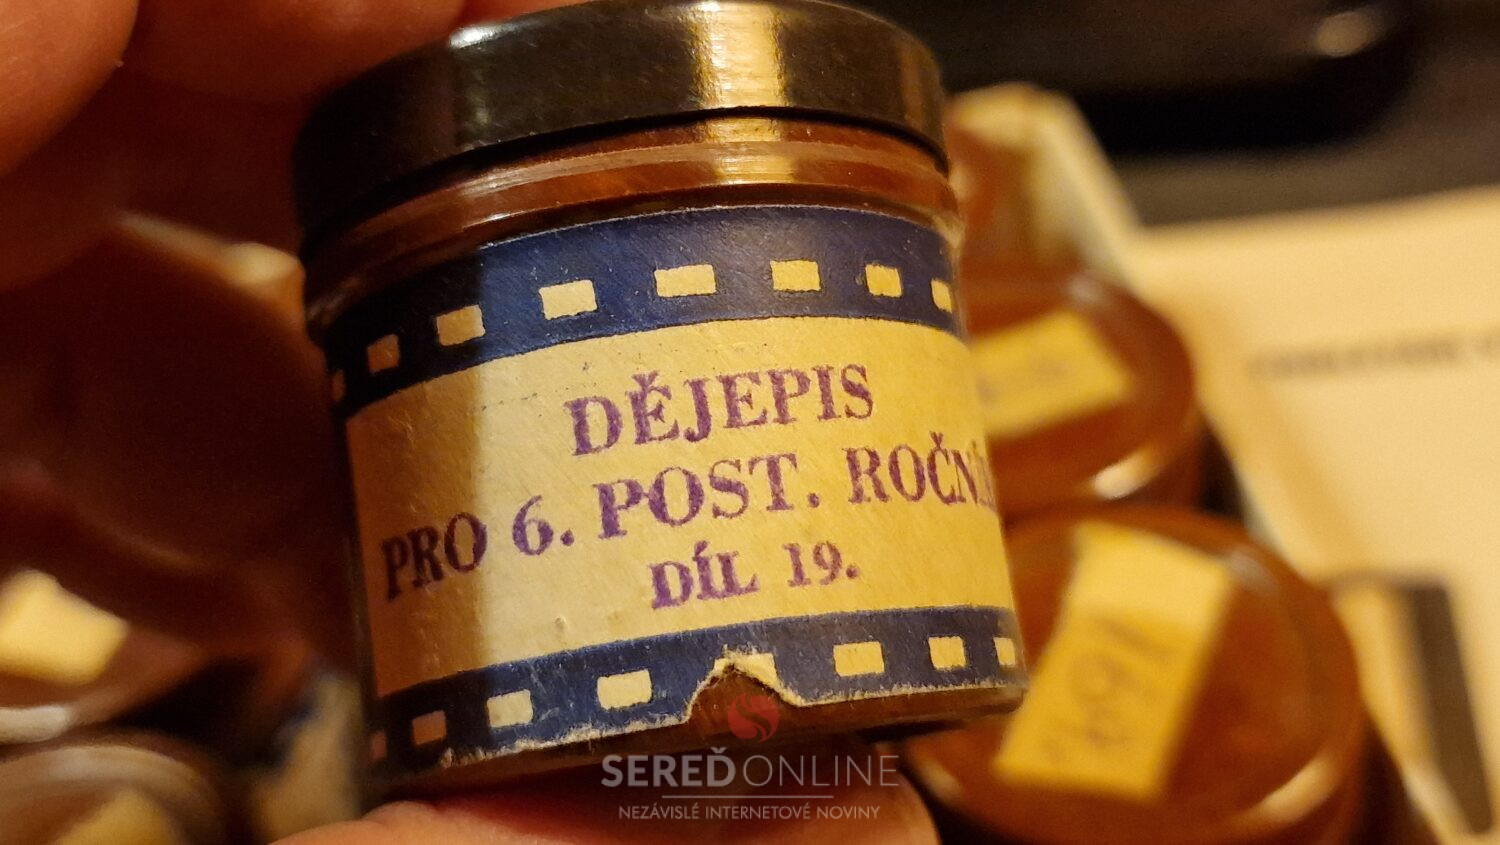 DĚJEPIS
PRO 6. POST.
DÍL 19.
SEREĎONLINE
NEZÁVISLÉ INTERNETOVÉ NOVINY